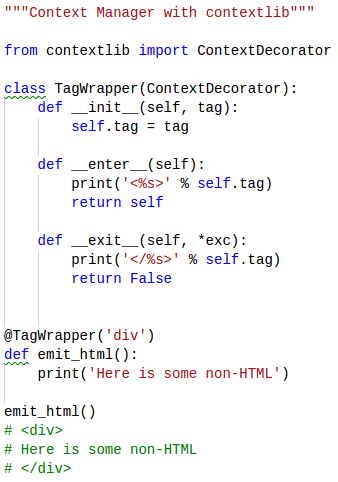 """Context Manager with contextlib"""
from contextlib import ContextDecorator
class TagWrapper(ContextDecorator):
    def __init__(self, tag):
        self.tag = tag
    def __enter__(self):
        print('<%s>' % self.tag)
        return self
    def __exit__(self, *exc):
        print('</%s>' % self.tag)
        return False
@TagWrapper('div')
def emit_html():
    print('Here is some non-HTML')
emit_html()
# <div>
# Here is some non-HTML
# </div>